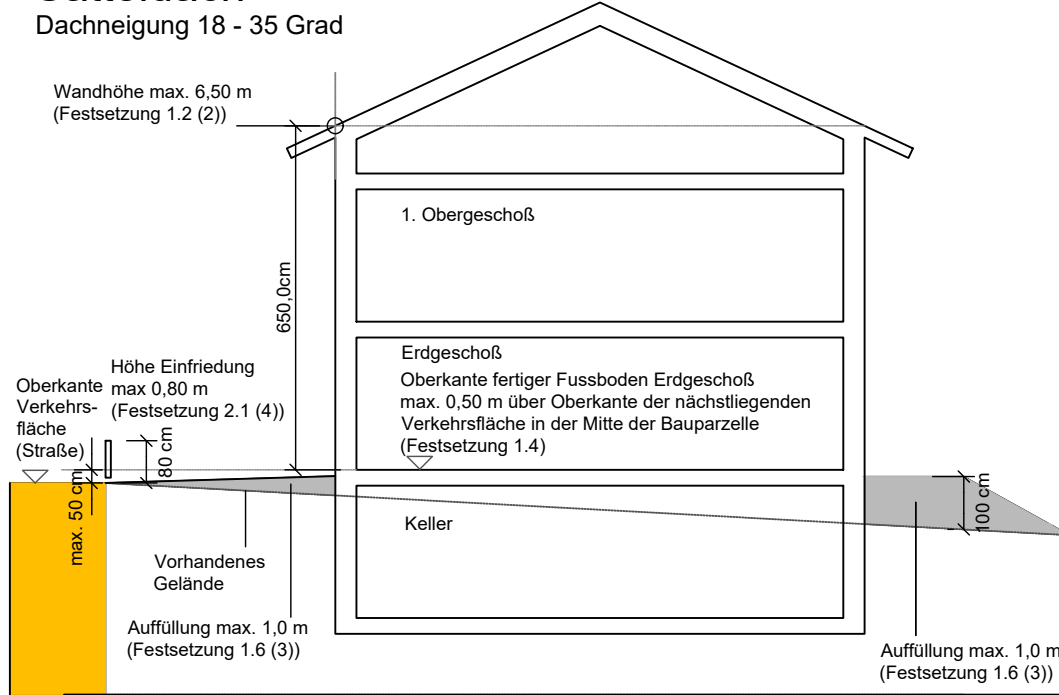 Dachneigung 18 - 35 Grad
Wandhöhe max. 6,50 m
(Festsetzung 1.2 (2))
1. Obergeschoß
650,0cm
Erdgeschoß
Oberkante fertiger Fussboden Erdgeschoß
max. 0,50 m über Oberkante der nächstliegenden
Verkehrsfläche in der Mitte der Bauparzelle
(Festsetzung 1.4)
Höhe Einfriedung
max 0,80 m
(Festsetzung 2.1 (4))
Oberkante
Verkehrs-
fläche
(Straße)
80 cm
max. 50 cm
100 cm
Keller
Vorhandenes
Gelände
Auffüllung max. 1,0 m
(Festsetzung 1.6 (3))
Auffüllung max. 1,0 m
(Festsetzung 1.6 (3))